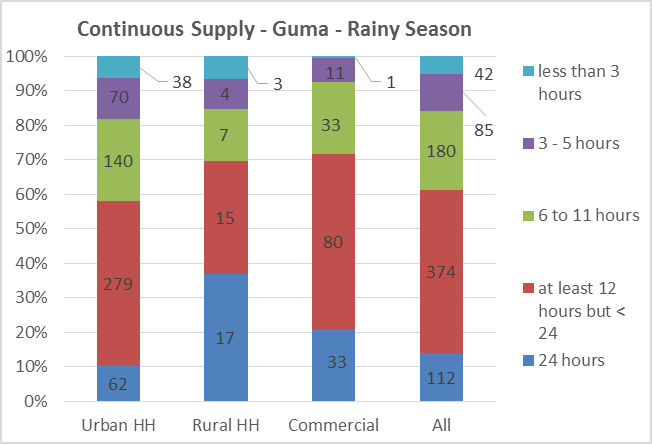 Continuous Supply - Guma - Rainy Season
100%
90%
80%
70%
60%
50%
40%
30%
20%
10%
0%
38
3
1
42
70
4
11
85
140
7
33
180
279
15
80
374
62
17
33
112
Urban HH
Rural HH
Commercial
All
less than 3
hours
3 - 5 hours
6 to 11 hours
at least 12
hours but <
24
24 hours